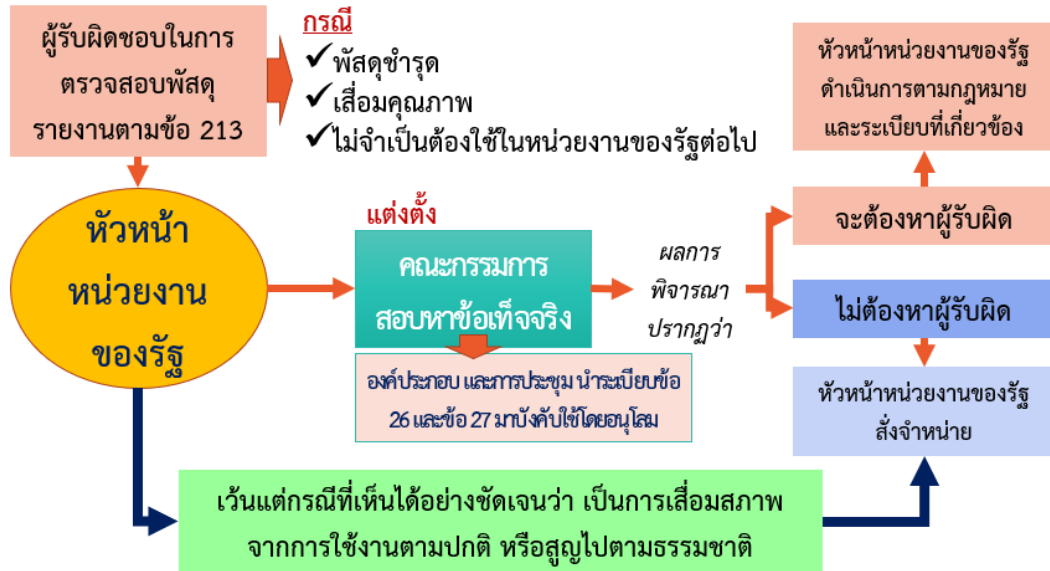 ผู้รับผิดชอบในการ
ตรวจสอบพัสดุ
รายงานตามข้อ 213
กรณี
✓พัสดุชำรุด
✓เสื่อมคุณภาพ
✓ไม่จำเป็นต้องใช้ในหน่วยงานของรัฐต่อไป
หัวหน้าหน่วยงานของรัฐ
ดำเนินการตามกฎหมาย
และระเบียบที่เกี่ยวข้อง
หัวหน้า
หน่วยงาน
ของรัฐ
แต่งตั้ง
คณะกรรมการ
สอบหาข้อเท็จจริง
องค์ประกอบ และการประชุม นำระเบียบข้อ
26 และข้อ 27 มาบังคับใช้โดยอนุโลม
ผลการ
พิจารณา
ปรากฏว่า
จะต้องหาผู้รับผิด
ไม่ต้องหาผู้รับผิด
หัวหน้าหน่วยงานของรัฐ
สั่งจำหน่าย
เว้นแต่กรณีที่เห็นได้อย่างชัดเจนว่า เป็นการเสื่อมสภาพ
จากการใช้งานตามปกติ หรือสูญไปตามธรรมชาติ